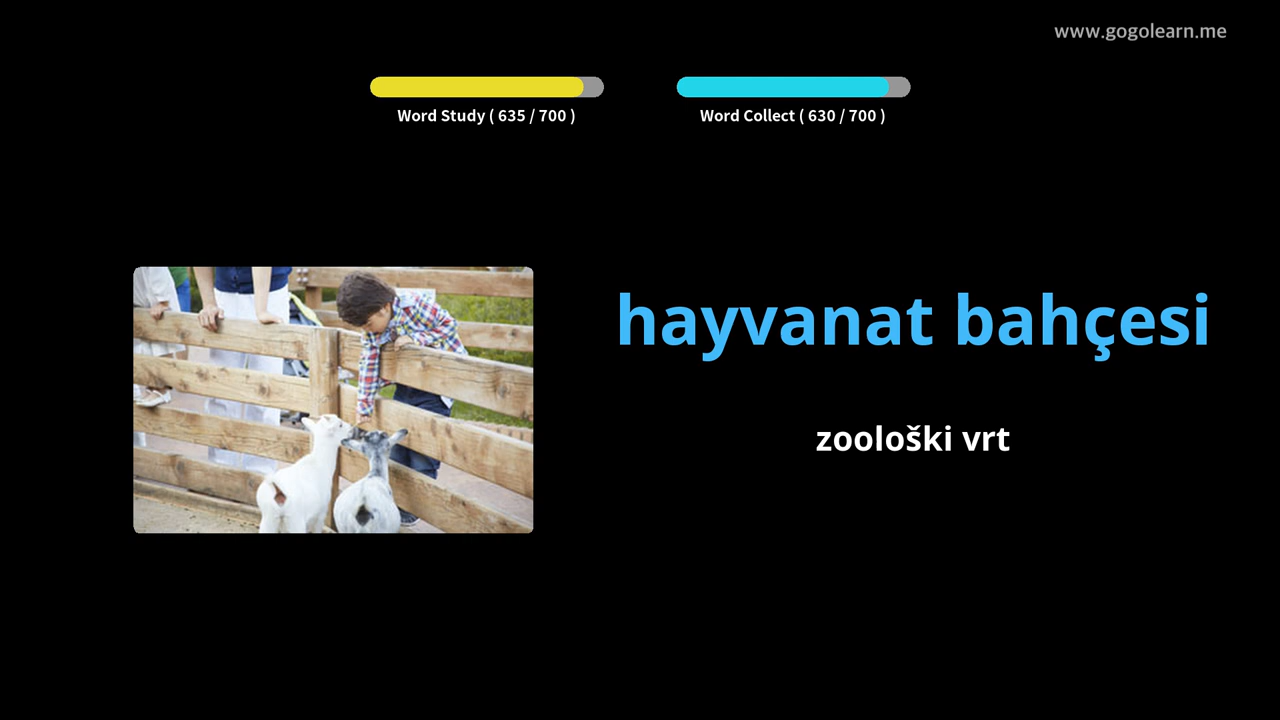 www.gogolearn.me
Word Study ( 635 / 700 )
Word Collect ( 630 / 700 )
hayvanat bahçesi
zoološki vrt